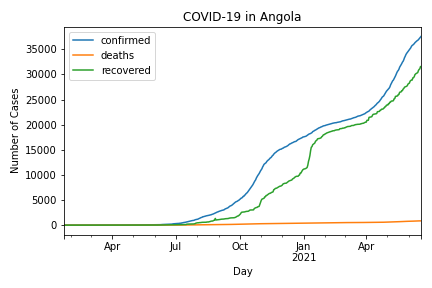 COVID-19 in Angola
confirmed
deaths
recovered
Number of Cases
35000
30000
25000
20000
15000
10000
5000
0
Apr
Jul
Oct
Jan
2021
Apr
Day